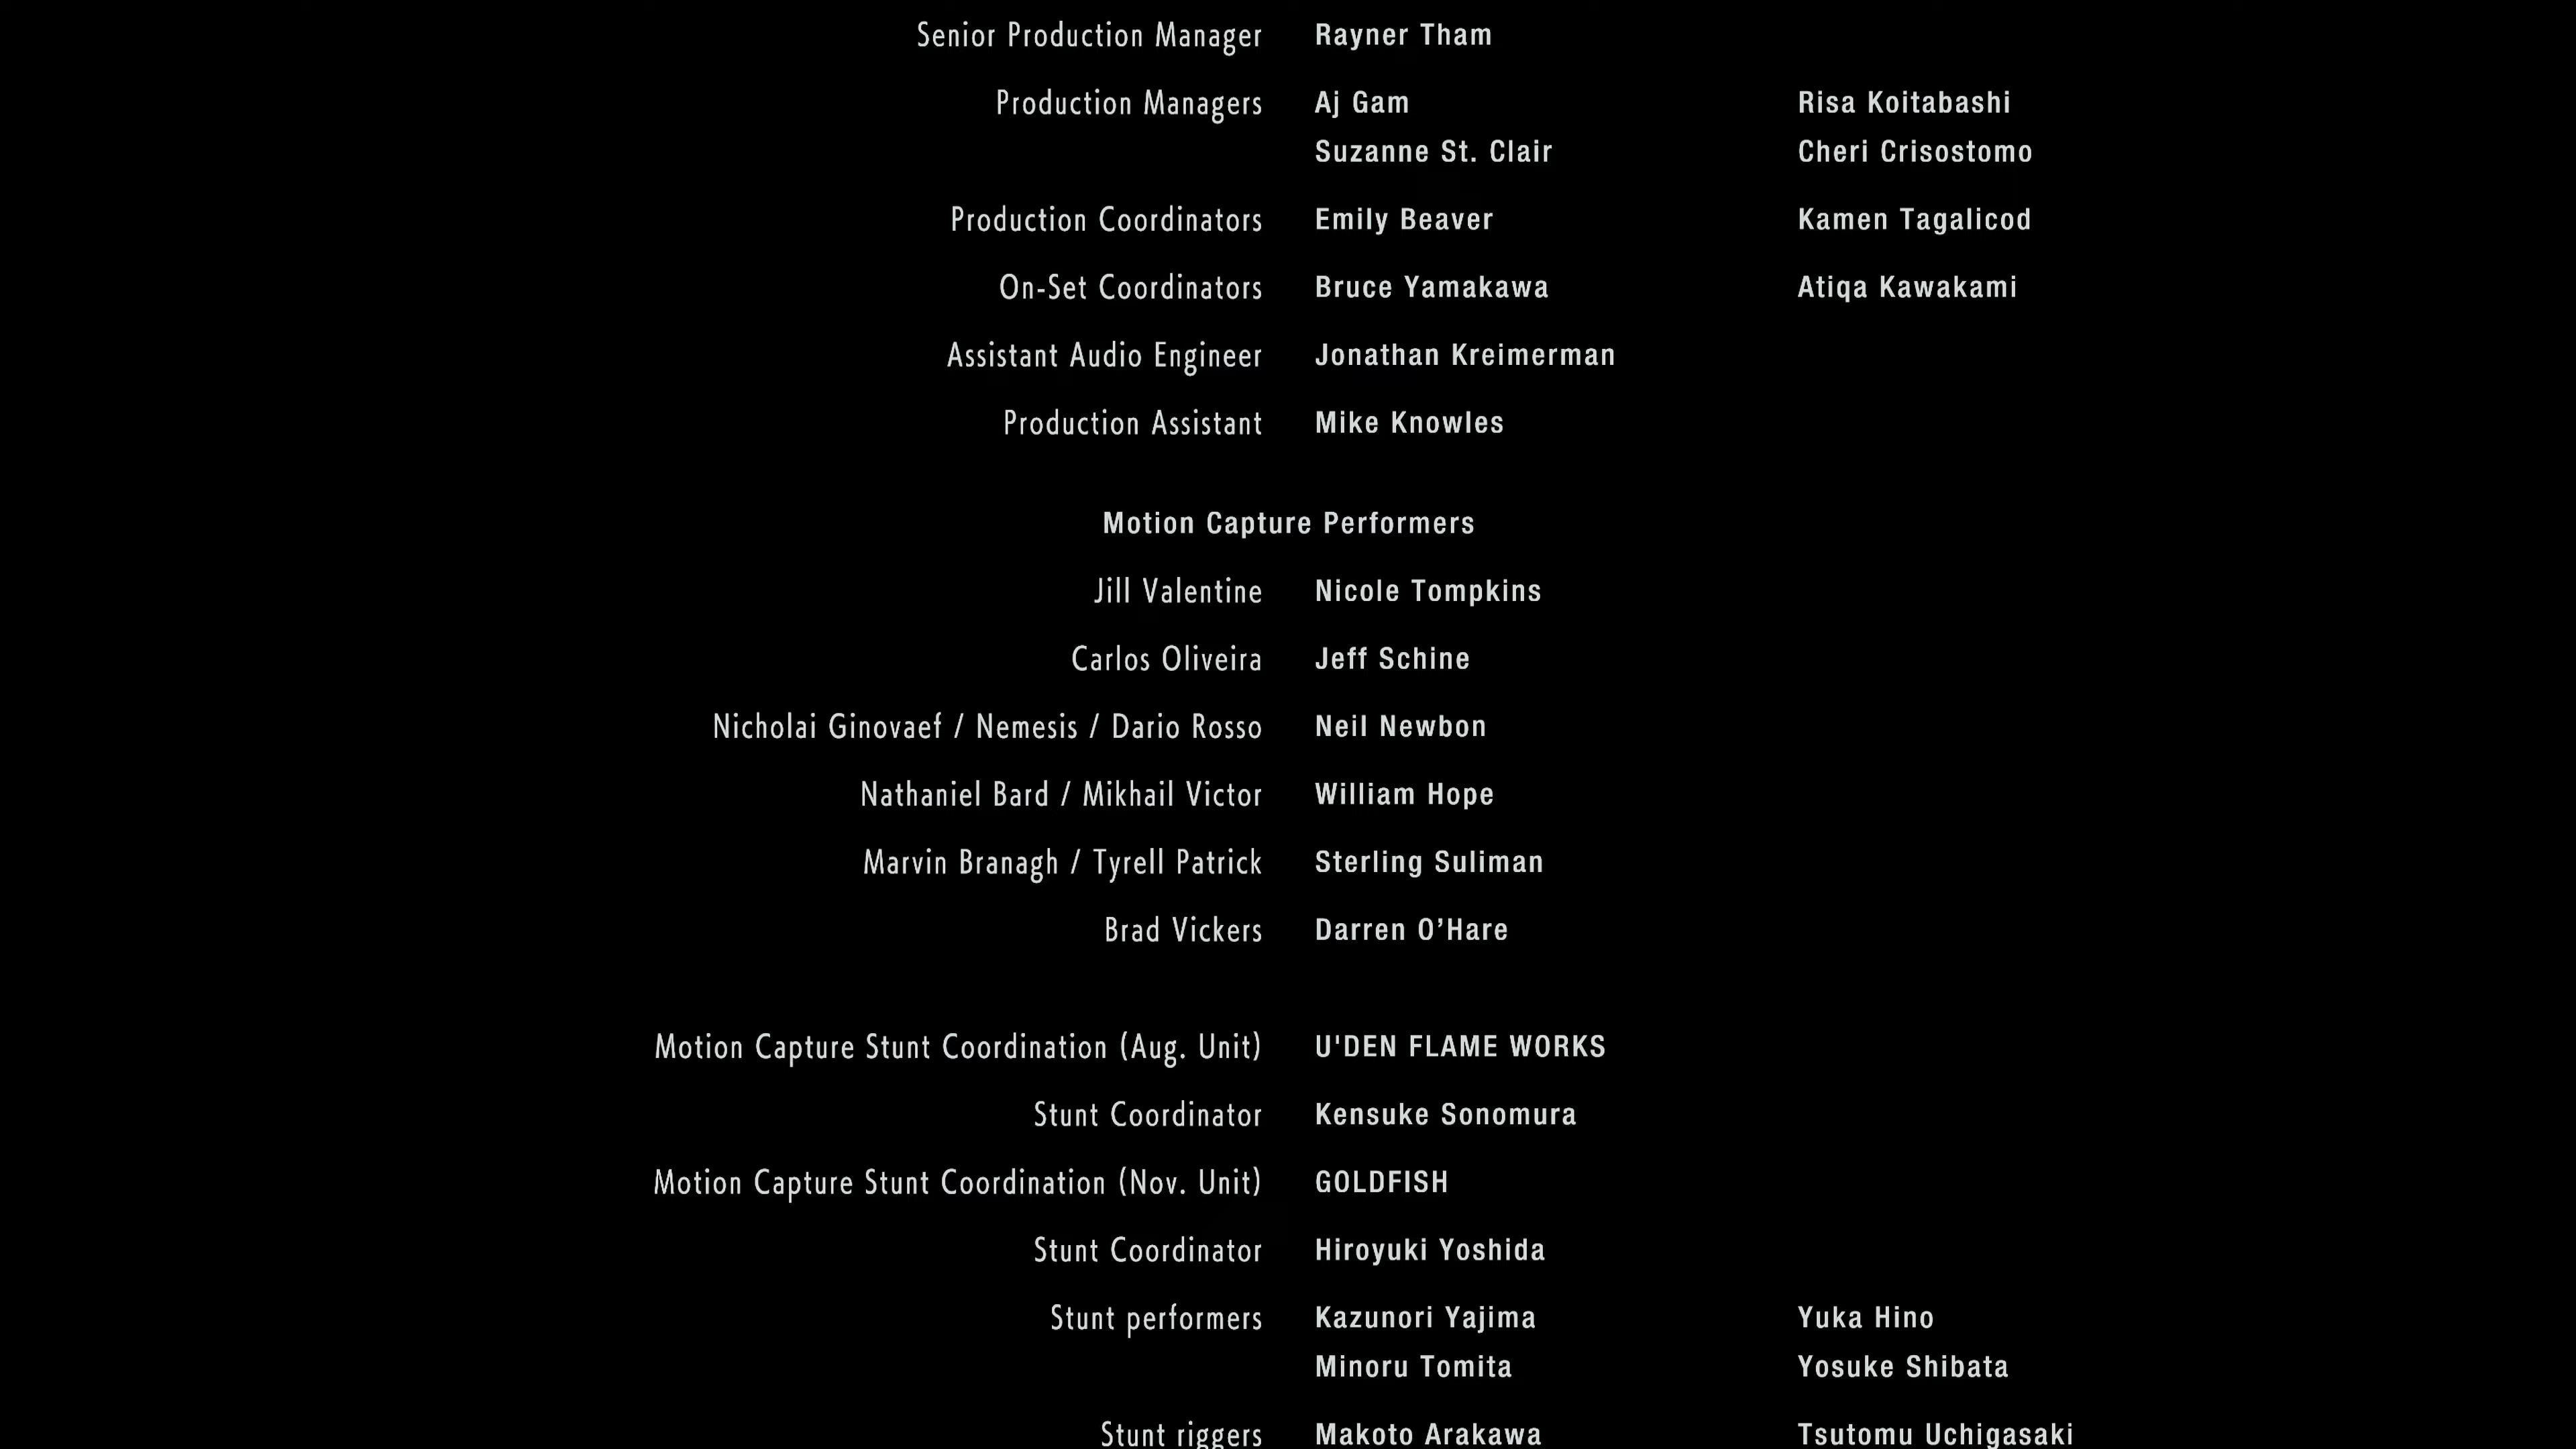 Senior Production Manager Rayner Tham
Production Managers Aj Gam Risa Koitabashi
Suzanne St. Clair Cheri Crisostomo
Production Coordinators Emily Beaver Kamen Tagalicod
On-Set Coordinators Bruce Yamakawa Atiqa Kawakami
Assistant Audio Engineer Jonathan Kreimerman
Production Assistant Mike Knowles
Motion Capture Performers
Jill Valentine Nicole Tompkins
Carlos Oliveira Jeff Schine
Nicholai Ginovaef / Nemesis / Dario Rosso Neil Newbon
Nathaniel Bard / Mikhail Victor William Hope
Marvin Branagh / Tyrell Patrick Sterling Suliman
Brad Vickers Darren O’Hare
Motion Capture Stunt Coordination (Aug. Unit) U'DEN FLAME WORKS
Stunt Coordinator Kensuke Sonomura
Motion Capture Stunt Coordination (Nov. Unit) GOLDFISH
Stunt Coordinator Hiroyuki Yoshida
Stunt performers Kazunori Yajima Yuka Hino
Minoru Tomita Yosuke Shibata
Stunt riggers Makoto Arakawa Tsutomu Uchigasaki